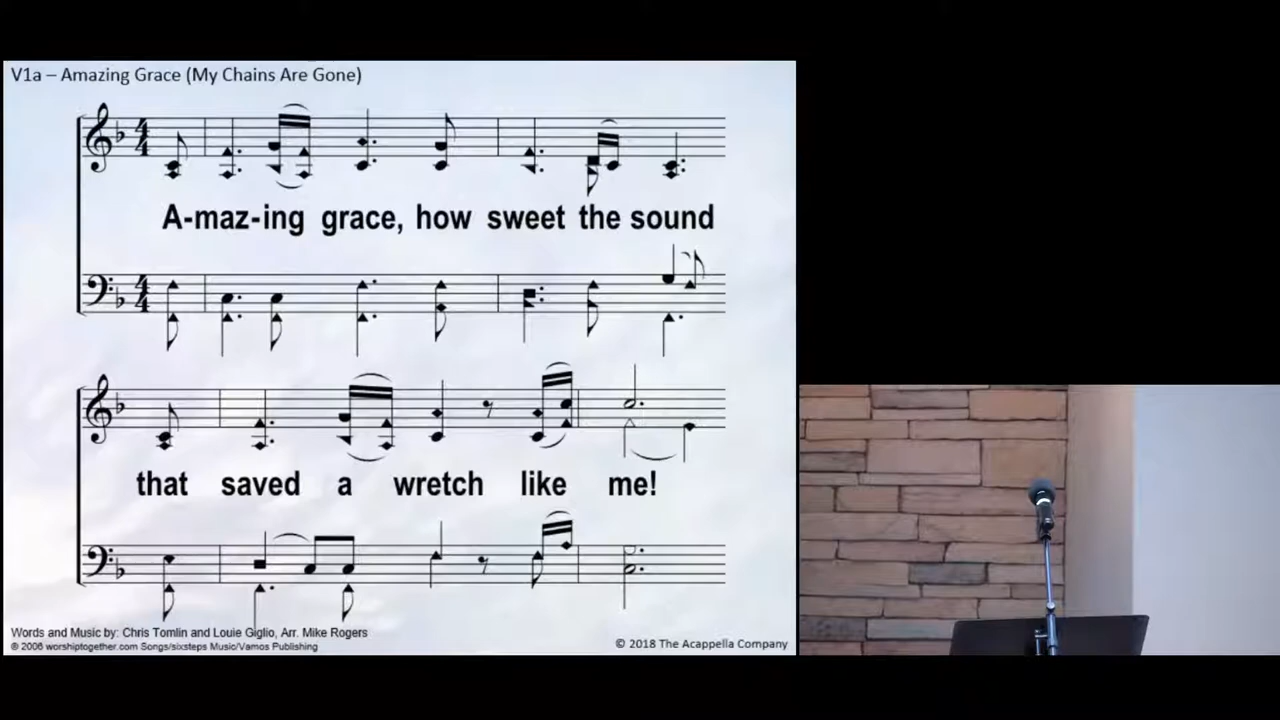 V1a – Amazing Grace (My Chains Are Gone)
A-maz-ing grace, how sweet the sound
that saved a wretch like me!
Words and Music by: Chris Tomlin and Louie Giglio, Arr. Mike Rogers
℗ 2006 worshiptogether.com Songs/sixsteps Music/Vamos Publishing
© 2018 The Acappella Company